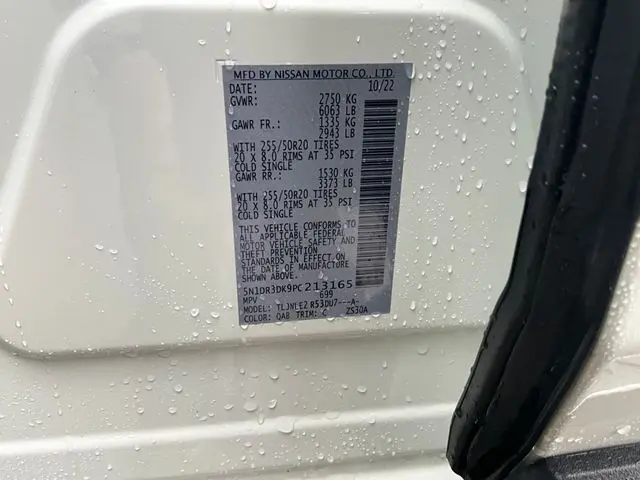 MFD BY NISSAN MOTOR CO., LTD.
DATE: 10/22
GVWR: 2750 KG
6063 LB
GAWR FR.: 1335 KG
2943 LB
WITH 255/50R20 TIRES
20 X 8.0 RIMS AT 35 PSI
COLD SINGLE
GAWR RR.: 1530 KG
3373 LB
WITH 255/50R20 TIRES
20 X 8.0 RIMS AT 35 PSI
COLD SINGLE
THIS VEHICLE CONFORMS TO
ALL APPLICABLE FEDERAL
MOTOR VEHICLE SAFETY AND
THEFT PREVENTION
STANDARDS IN EFFECT ON
THE DATE OF MANUFACTURE
SHOWN ABOVE.
5N1DR3DK9PC213165
MPV 699
MODEL: TLJNLEZ R53DU7---A-
COLOR: QAB TRIM: C ZS30A